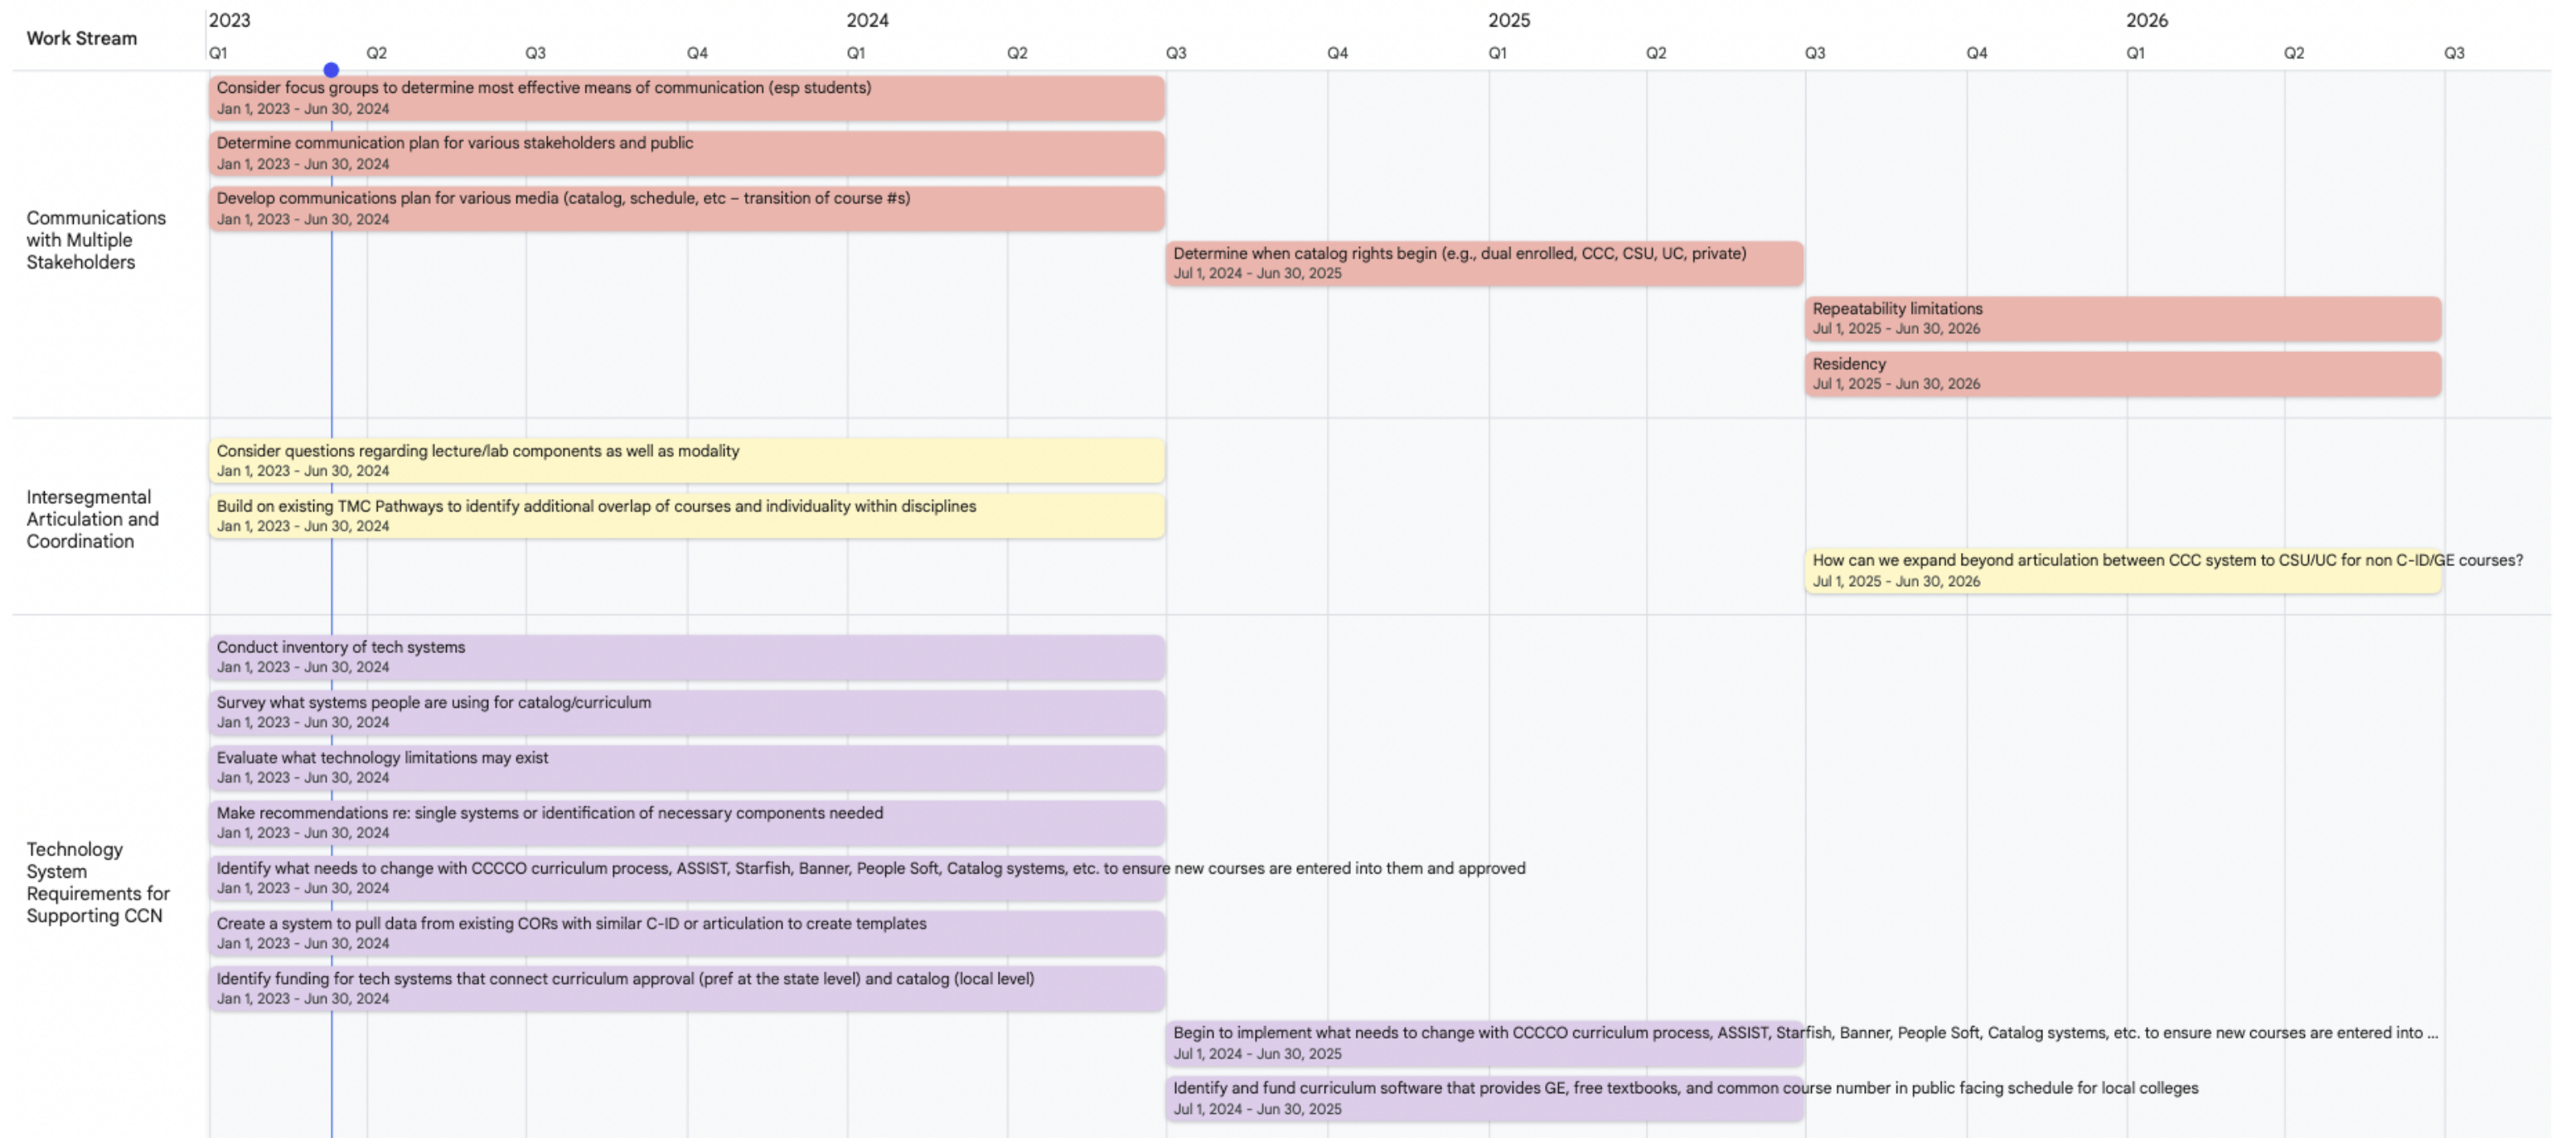 2023 2024 2025 2026
Work Stream
Q1 Q2 Q3 Q4 Q1 Q2 Q3 Q4 Q1 Q2 Q3 Q4 Q1 Q2 Q3
Communications
with Multiple
Stakeholders
Consider focus groups to determine most effective means of communication (esp students)
Jan 1, 2023 - Jun 30, 2024
Determine communication plan for various stakeholders and public
Jan 1, 2023 - Jun 30, 2024
Develop communications plan for various media (catalog, schedule, etc – transition of course #s)
Jan 1, 2023 - Jun 30, 2024
Determine when catalog rights begin (e.g., dual enrolled, CCC, CSU, UC, private)
Jul 1, 2024 - Jun 30, 2025
Repeatability limitations
Jul 1, 2025 - Jun 30, 2026
Residency
Jul 1, 2025 - Jun 30, 2026
Intersegmental
Articulation and
Coordination
Consider questions regarding lecture/lab components as well as modality
Jan 1, 2023 - Jun 30, 2024
Build on existing TMC Pathways to identify additional overlap of courses and individuality within disciplines
Jan 1, 2023 - Jun 30, 2024
How can we expand beyond articulation between CCC system to CSU/UC for non C-ID/GE courses?
Jul 1, 2025 - Jun 30, 2026
Technology
System
Requirements for
Supporting CCN
Conduct inventory of tech systems
Jan 1, 2023 - Jun 30, 2024
Survey what systems people are using for catalog/curriculum
Jan 1, 2023 - Jun 30, 2024
Evaluate what technology limitations may exist
Jan 1, 2023 - Jun 30, 2024
Make recommendations re: single systems or identification of necessary components needed
Jan 1, 2023 - Jun 30, 2024
Identify what needs to change with CCCCO curriculum process, ASSIST, Starfish, Banner, People Soft, Catalog systems, etc. to ensure new courses are entered into them and approved
Jan 1, 2023 - Jun 30, 2024
Create a system to pull data from existing CORs with similar C-ID or articulation to create templates
Jan 1, 2023 - Jun 30, 2024
Identify funding for tech systems that connect curriculum approval (pref at the state level) and catalog (local level)
Jan 1, 2023 - Jun 30, 2024
Begin to implement what needs to change with CCCCO curriculum process, ASSIST, Starfish, Banner, People Soft, Catalog systems, etc. to ensure new courses are entered into ...
Jul 1, 2024 - Jun 30, 2025
Identify and fund curriculum software that provides GE, free textbooks, and common course number in public facing schedule for local colleges
Jul 1, 2024 - Jun 30, 2025